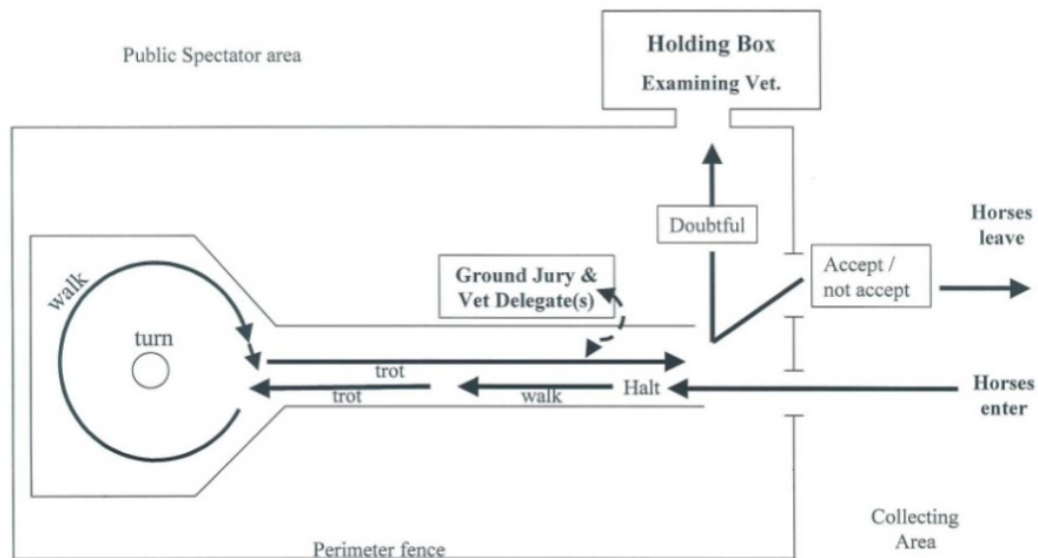 Public Spectator area
Holding Box
Examining Vet.
Doubtful
Horses
leave
Accept /
not accept
Ground Jury &
Vet Delegate(s)
walk
turn
trot
trot
walk
Halt
Horses
enter
Collecting
Area
Perimeter fence